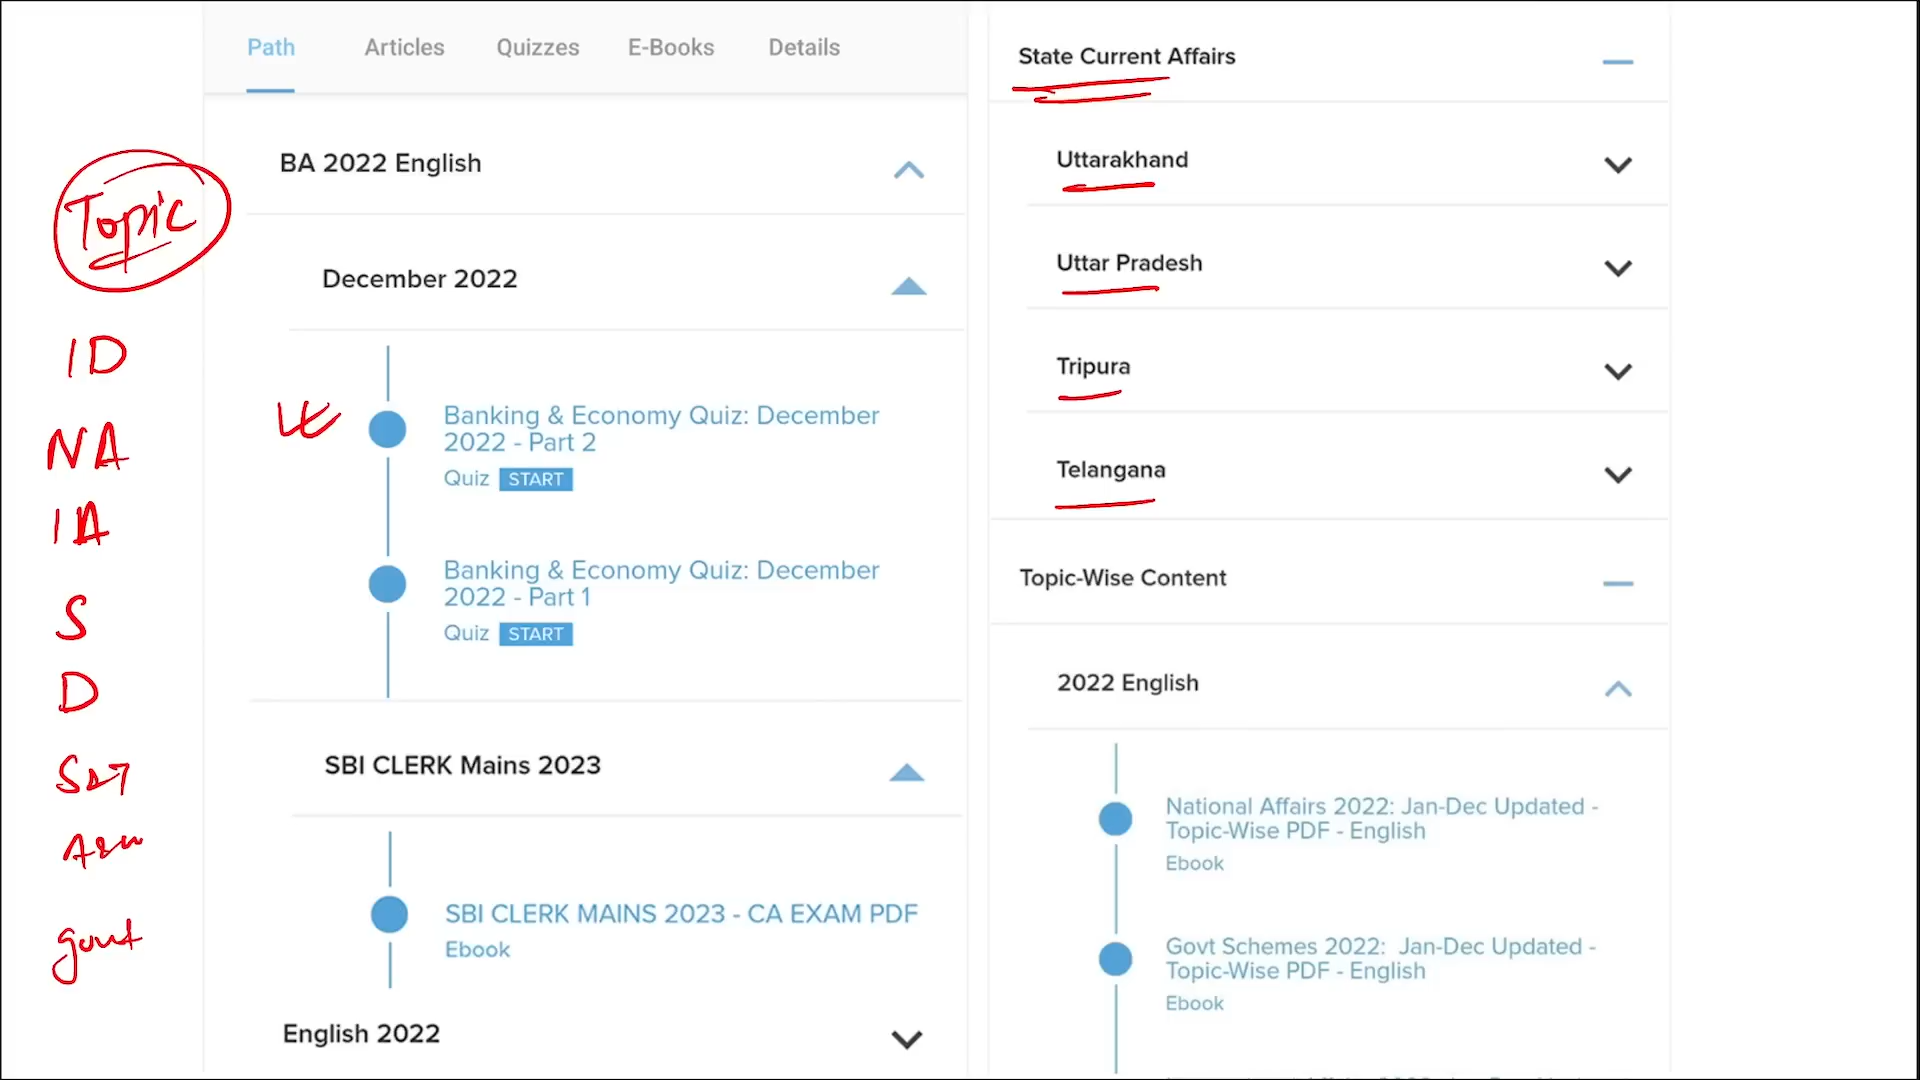 Path Articles Quizzes E-Books Details
BA 2022 English
December 2022
Banking & Economy Quiz: December
2022 - Part 2
Quiz START
Banking & Economy Quiz: December
2022 - Part 1
Quiz START
SBI CLERK Mains 2023
SBI CLERK MAINS 2023 - CA EXAM PDF
Ebook
English 2022
State Current Affairs
Uttarakhand
Uttar Pradesh
Tripura
Telangana
Topic-Wise Content
2022 English
National Affairs 2022: Jan-Dec Updated -
Topic-Wise PDF - English
Ebook
Govt Schemes 2022: Jan-Dec Updated -
Topic-Wise PDF - English
Ebook
Topic
ID
NA
IA
S
D
S&T
govt